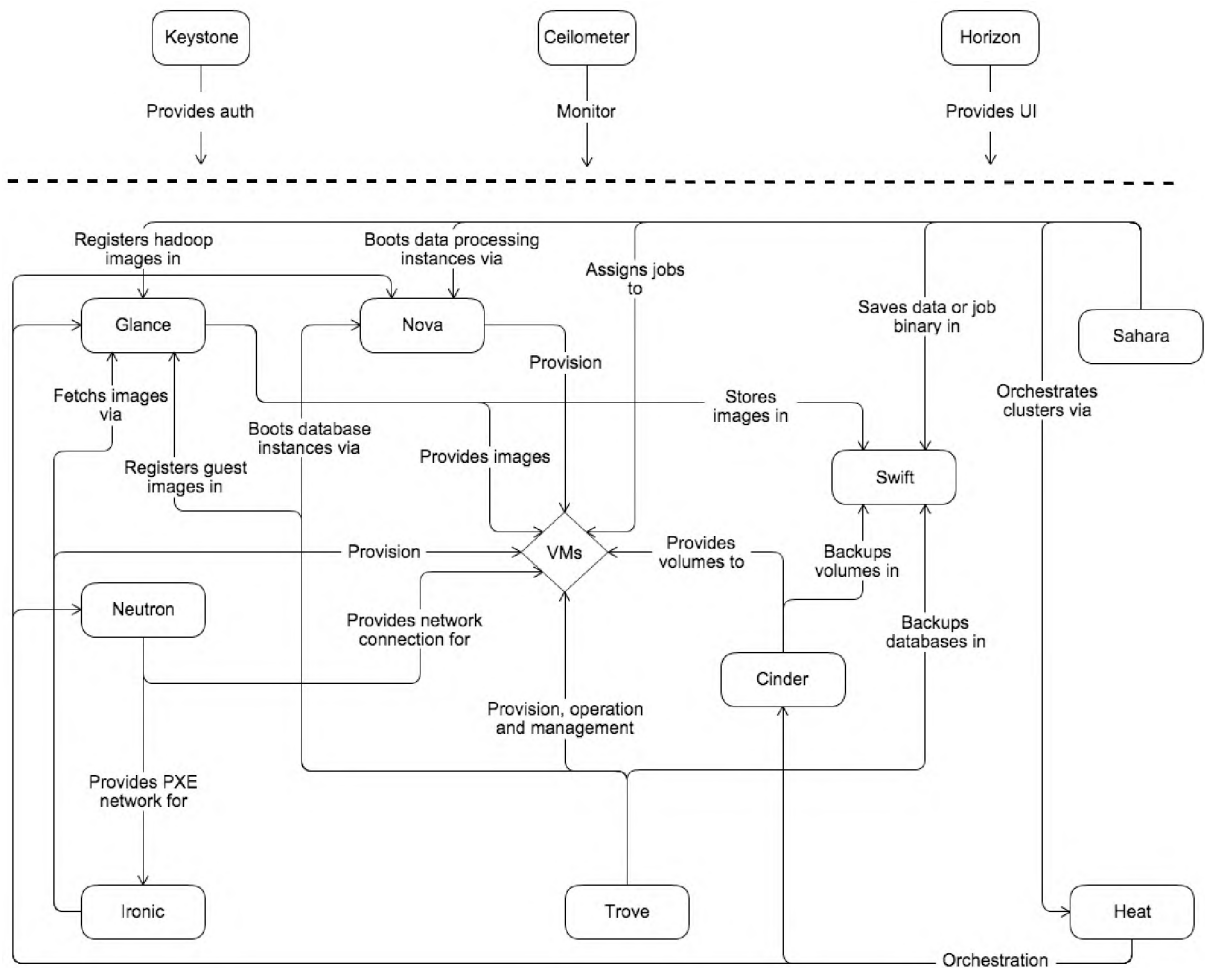 Keystone
Ceilometer
Horizon
Provides auth
Monitor
Provides UI
Registers hadoop
images in
Boots data processing
instances via
Assigns jobs
to
Saves data or job
binary in
Glance
Nova
Sahara
Provision
Fetchs images
via
Boots database
instances via
Stores
images in
Orchestrates
clusters via
Registers guest
images in
Provides images
Swift
Provision
VMs
Provides
volumes to
Backups
volumes in
Neutron
Provides network
connection for
Backups
databases in
Cinder
Provision, operation
and management
Provides PXE
network for
Ironic
Trove
Heat
Orchestration